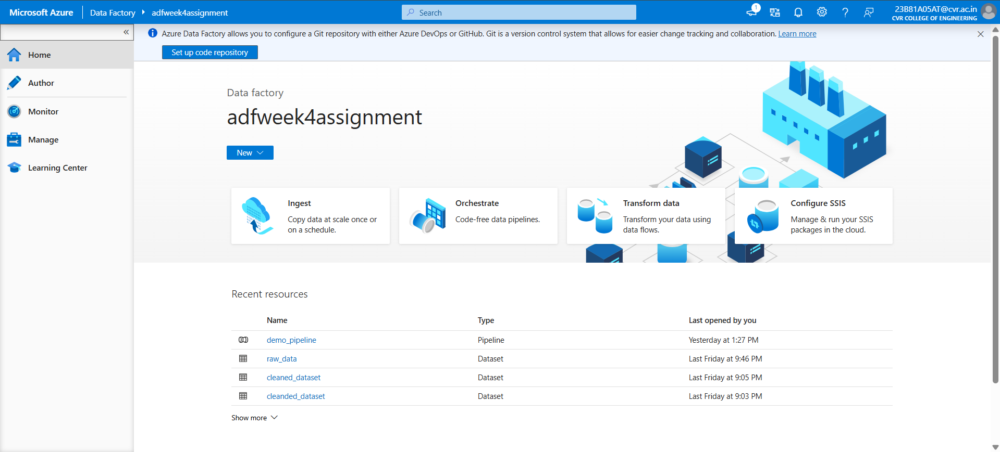 Microsoft Azure
Data Factory
adfweek4assignment
Search
1
23B81A05AT@cvr.ac.in
CVR COLLEGE OF ENGINEERING
Home
Author
Monitor
Manage
Learning Center
Azure Data Factory allows you to configure a Git repository with either Azure DevOps or GitHub. Git is a version control system that allows for easier change tracking and collaboration. Learn more
Set up code repository
Data factory
adfweek4assignment
New
Ingest
Copy data at scale once or
on a schedule.
Orchestrate
Code-free data pipelines.
Transform data
Transform your data using
data flows.
Configure SSIS
Manage & run your SSIS
packages in the cloud.
Recent resources
Name Type Last opened by you
demo_pipeline Pipeline Yesterday at 1:27 PM
raw_data Dataset Last Friday at 9:46 PM
cleaned_dataset Dataset Last Friday at 9:05 PM
cleanded_dataset Dataset Last Friday at 9:03 PM
Show more